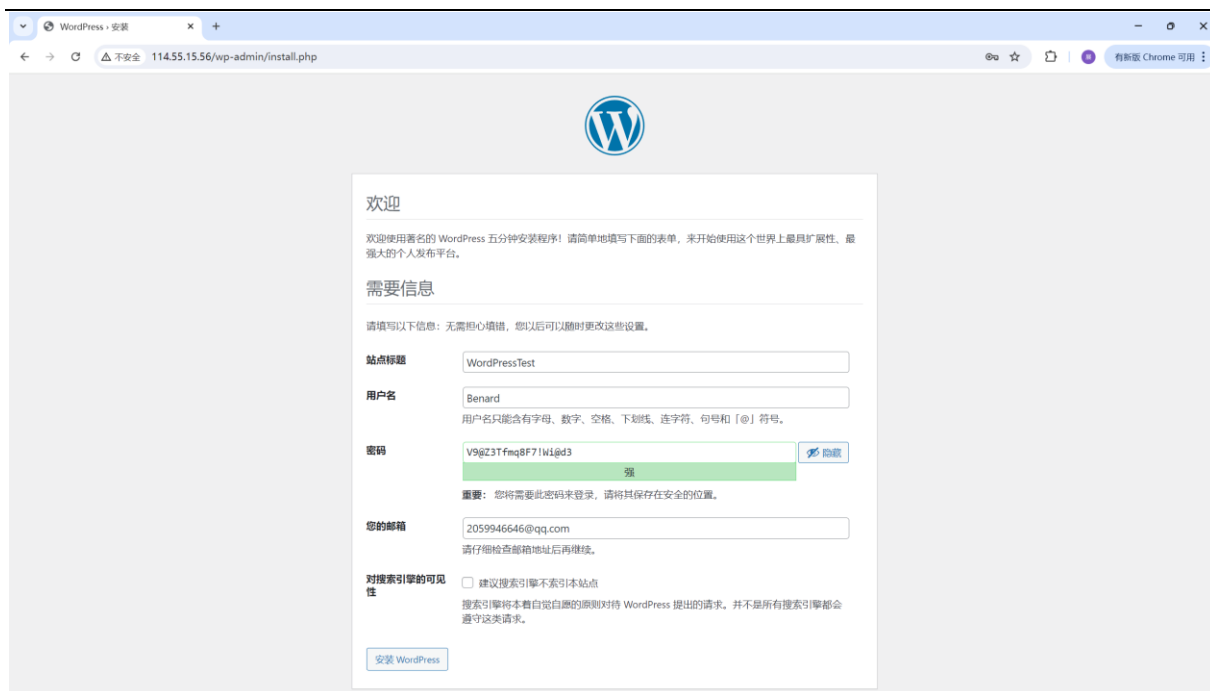 WordPress › 安装
不安全 114.55.15.56/wp-admin/install.php
有新版 Chrome 可用
欢迎
欢迎使用著名的 WordPress 五分钟安装程序！请简单地填写下面的表单，来开始使用这个世界上最具扩展性、最
强大的个人发布平台。
需要信息
请填写以下信息：无需担心填错，您以后可以随时更改这些设置。
站点标题 WordPressTest
用户名 Benard
用户名只能含有字母、数字、空格、下划线、连字符、句号和「@」符号。
密码 V9@Z3Tfmq8F7!Wi@d3 隐藏
强
重要： 您将需要此密码来登录，请将其保存在安全的位置。
您的邮箱 2059946646@qq.com
请仔细检查邮箱地址后再继续。
对搜索引擎的可见
性
建议搜索引擎不索引本站点
搜索引擎将本着自觉自愿的原则对待 WordPress 提出的请求。并不是所有搜索引擎都会
遵守这类请求。
安装 WordPress